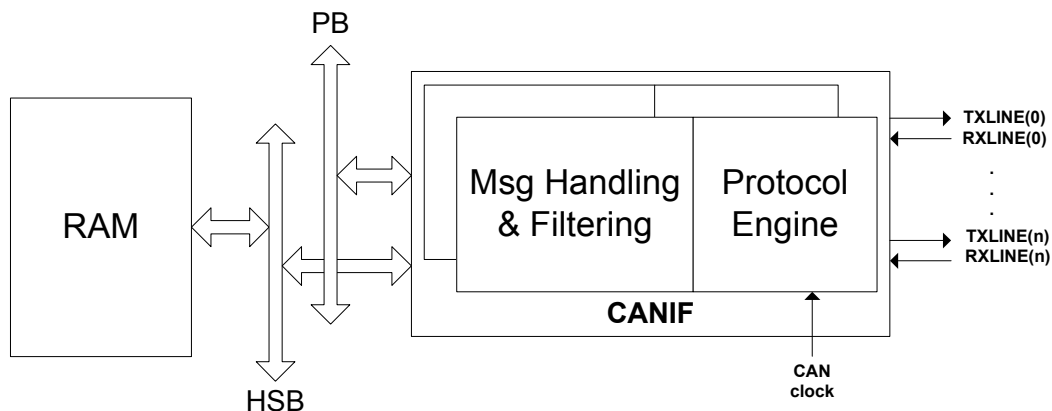 PB
RAM
HSB
Msg Handling
& Filtering
Protocol
Engine
CANIF
TXLINE(0)
RXLINE(0)
.
.
.
TXLINE(n)
RXLINE(n)
CAN
clock